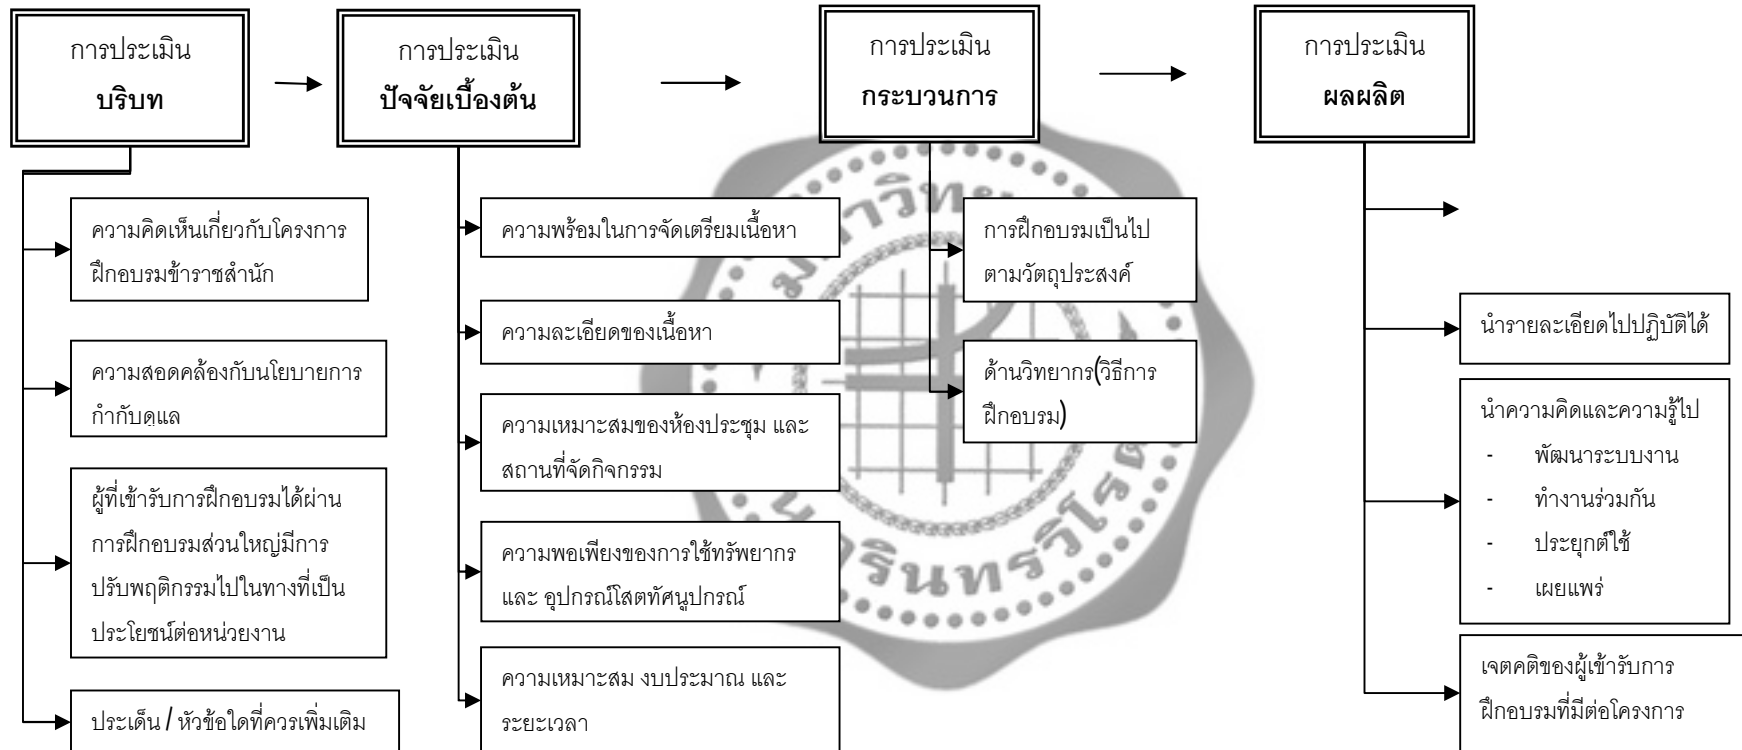 การประเมิน
บริบท
การประเมิน
ปัจจัยเบื้องต้น
การประเมิน
กระบวนการ
การประเมิน
ผลผลิต
ความคิดเห็นเกี่ยวกับโครงการ
ฝึกอบรมข้าราชสำนัก
ความสอดคล้องกับนโยบายการ
กำกับดูแล
ผู้ที่เข้ารับการฝึกอบรมได้ผ่าน
การฝึกอบรมส่วนใหญ่มีการ
ปรับพฤติกรรมไปในทางที่เป็น
ประโยชน์ต่อหน่วยงาน
ประเด็น / หัวข้อใดที่ควรเพิ่มเติม
ความพร้อมในการจัดเตรียมเนื้อหา
ความละเอียดของเนื้อหา
ความเหมาะสมของห้องประชุม และ
สถานที่จัดกิจกรรม
ความพอเพียงของการใช้ทรัพยากร
และ อุปกรณ์โสตทัศนูปกรณ์
ความเหมาะสม งบประมาณ และ
ระยะเวลา
การฝึกอบรมเป็นไป
ตามวัตถุประสงค์
ด้านวิทยากร(วิธีการ
ฝึกอบรม)
นำรายละเอียดไปปฏิบัติได้
นำความคิดและความรู้ไป
- พัฒนาระบบงาน
- ทำงานร่วมกัน
- ประยุกต์ใช้
- เผยแพร่
เจตคติของผู้เข้ารับการ
ฝึกอบรมที่มีต่อโครงการ